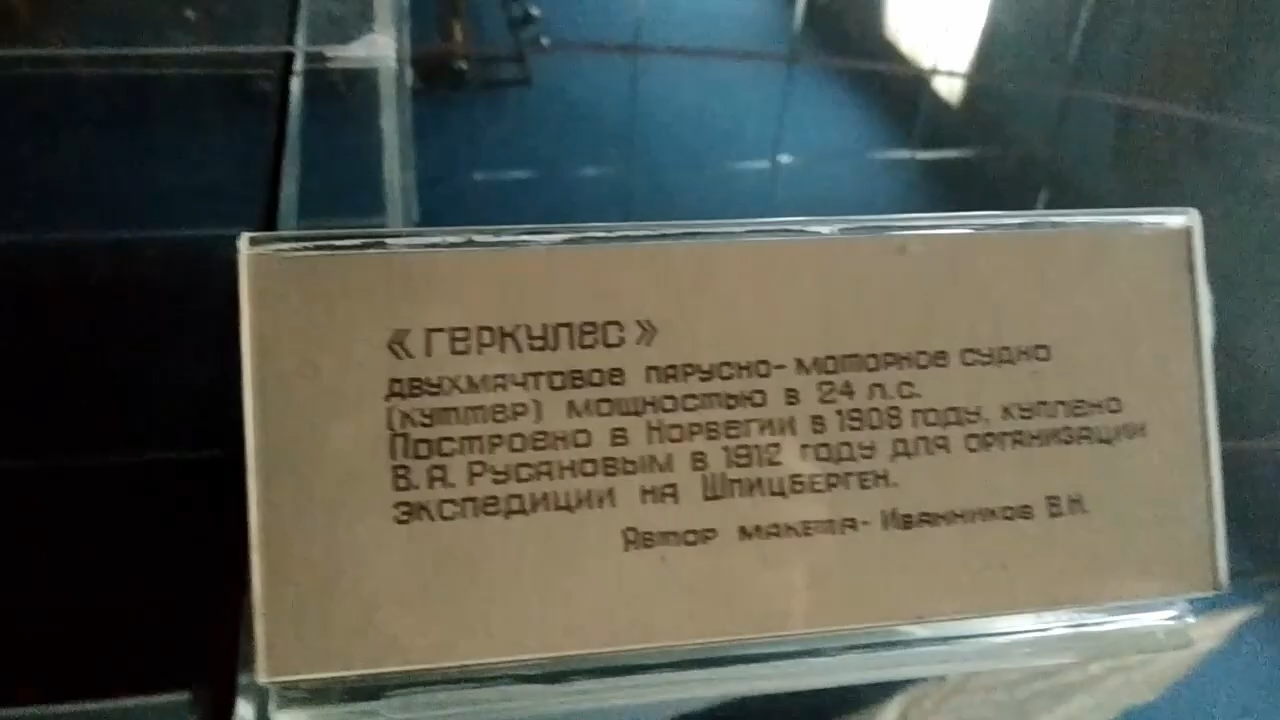 «Геркулес»
двухмачтовое парусно-моторное судно
(куттер) мощностью в 24 л.с.
Построено в Норвегии в 1908 году, куплено
В.А. Русановым в 1912 году для организации
экспедиции на Шпицберген.
Автор макета- Иванников В.Н.